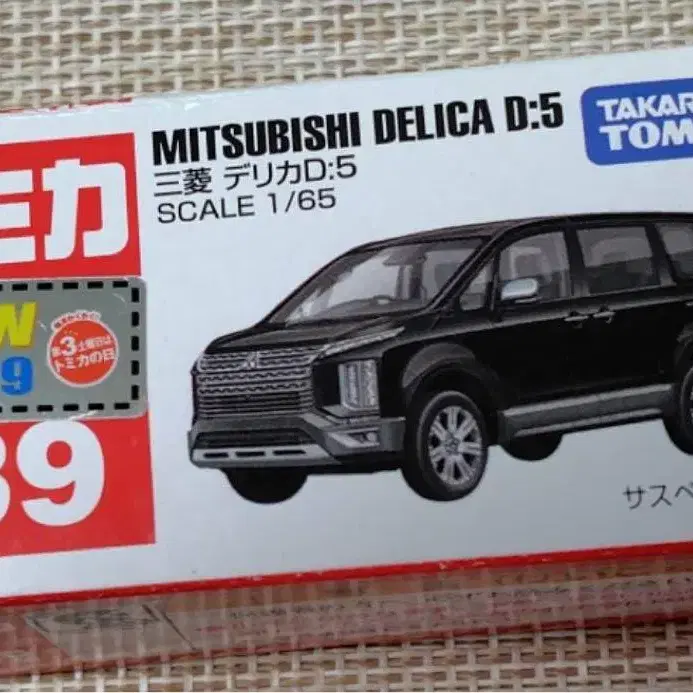 MITSUBISHI DELICA D:5
三菱 デリカD:5
SCALE 1/65
TAKAR
TOM
ミカ
W
9
第3土曜日は
トミカの日
39
サスペ